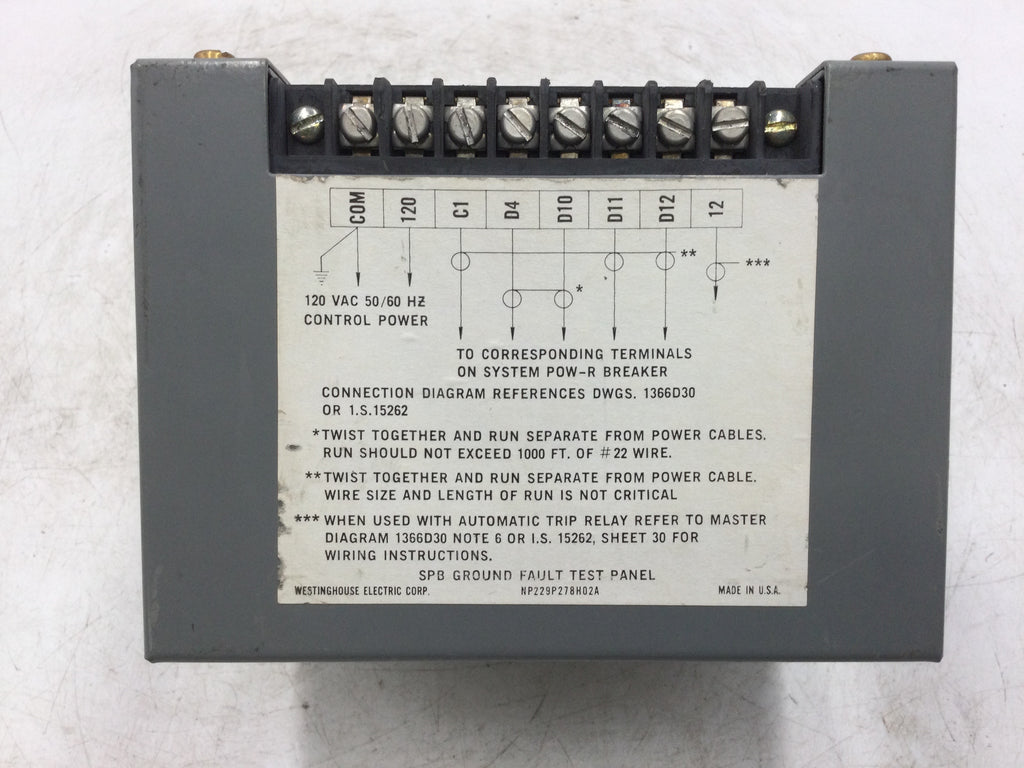 COM 120 C1 D4 D10 D11 D12 12
**
***
*
120 VAC 50/60 HZ
CONTROL POWER
TO CORRESPONDING TERMINALS
ON SYSTEM POW-R BREAKER
CONNECTION DIAGRAM REFERENCES DWGS. 1366D30
OR 1.S.15262
*TWIST TOGETHER AND RUN SEPARATE FROM POWER CABLES.
RUN SHOULD NOT EXCEED 1000 FT. OF #22 WIRE.
**TWIST TOGETHER AND RUN SEPARATE FROM POWER CABLE.
WIRE SIZE AND LENGTH OF RUN IS NOT CRITICAL
*** WHEN USED WITH AUTOMATIC TRIP RELAY REFER TO MASTER
DIAGRAM 1366D30 NOTE 6 OR I.S. 15262, SHEET 30 FOR
WIRING INSTRUCTIONS.
SPB GROUND FAULT TEST PANEL
WESTINGHOUSE ELECTRIC CORP. NP229P278H02A MADE IN U.S.A.